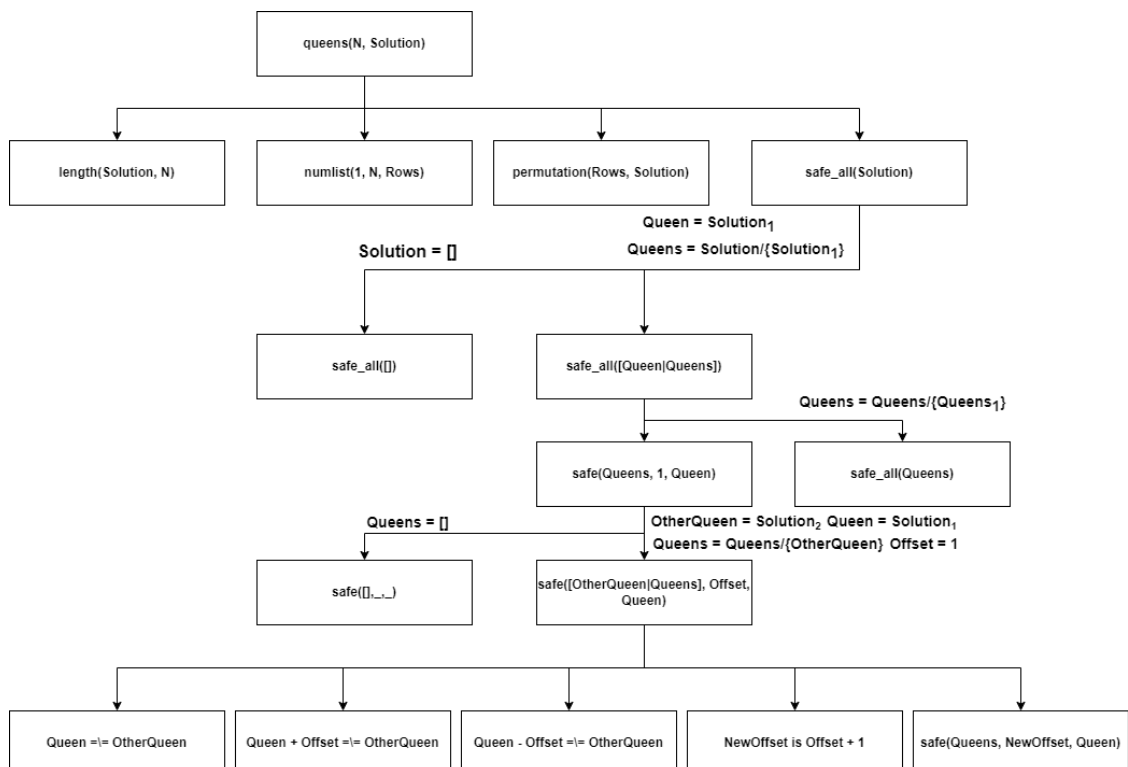 queens(N, Solution)
length(Solution, N)
numlist(1, N, Rows)
permutation(Rows, Solution)
safe_all(Solution)
Queen = Solution₁
Solution = []
Queens = Solution/{Solution₁}
safe_all([])
safe_all([Queen|Queens])
Queens = Queens/{Queens₁}
safe(Queens, 1, Queen)
safe_all(Queens)
Queens = []
OtherQueen = Solution₂ Queen = Solution₁
Queens = Queens/{OtherQueen} Offset = 1
safe([],_,_)
safe([OtherQueen|Queens], Offset,
Queen)
Queen =\= OtherQueen
Queen + Offset =\= OtherQueen
Queen - Offset =\= OtherQueen
NewOffset is Offset + 1
safe(Queens, NewOffset, Queen)